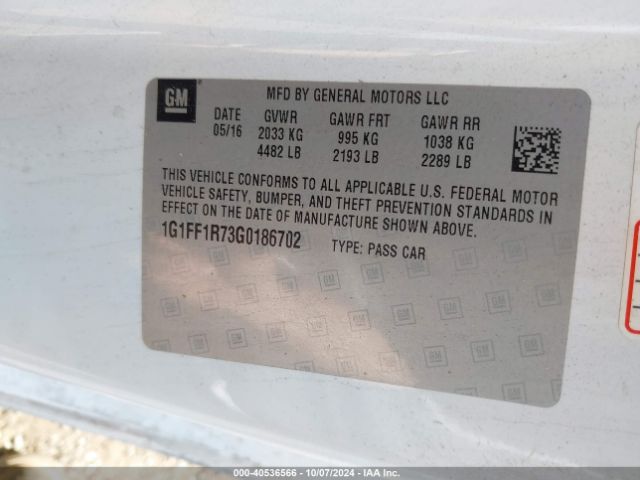 GM
MFD BY GENERAL MOTORS LLC
DATE GVWR GAWR FRT GAWR RR
05/16 2033 KG 995 KG 1038 KG
4482 LB 2193 LB 2289 LB
THIS VEHICLE CONFORMS TO ALL APPLICABLE U.S. FEDERAL MOTOR
VEHICLE SAFETY, BUMPER, AND THEFT PREVENTION STANDARDS IN
EFFECT ON THE DATE OF MANUFACTURE SHOWN ABOVE.
1G1FF1R73G0186702 TYPE: PASS CAR
000-40536566 - 10/07/2024 - IAA Inc.